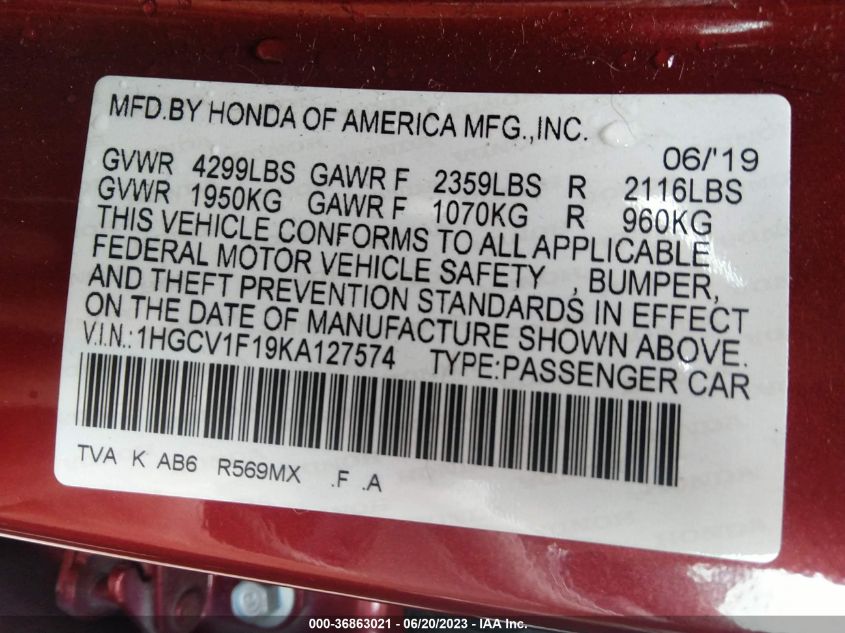 MFD.BY HONDA OF AMERICA MFG.,INC.
06/'19
GVWR 4299LBS GAWR F 2359LBS R 2116LBS
GVWR 1950KG GAWR F 1070KG R 960KG
THIS VEHICLE CONFORMS TO ALL APPLICABLE
FEDERAL MOTOR VEHICLE SAFETY , BUMPER,
AND THEFT PREVENTION STANDARDS IN EFFECT
ON THE DATE OF MANUFACTURE SHOWN ABOVE.
V.I.N.:1HGCV1F19KA127574 TYPE:PASSENGER CAR
TVA K AB6 R569MX .F .A
000-36863021 / 06/20/2023 - IAA Inc.